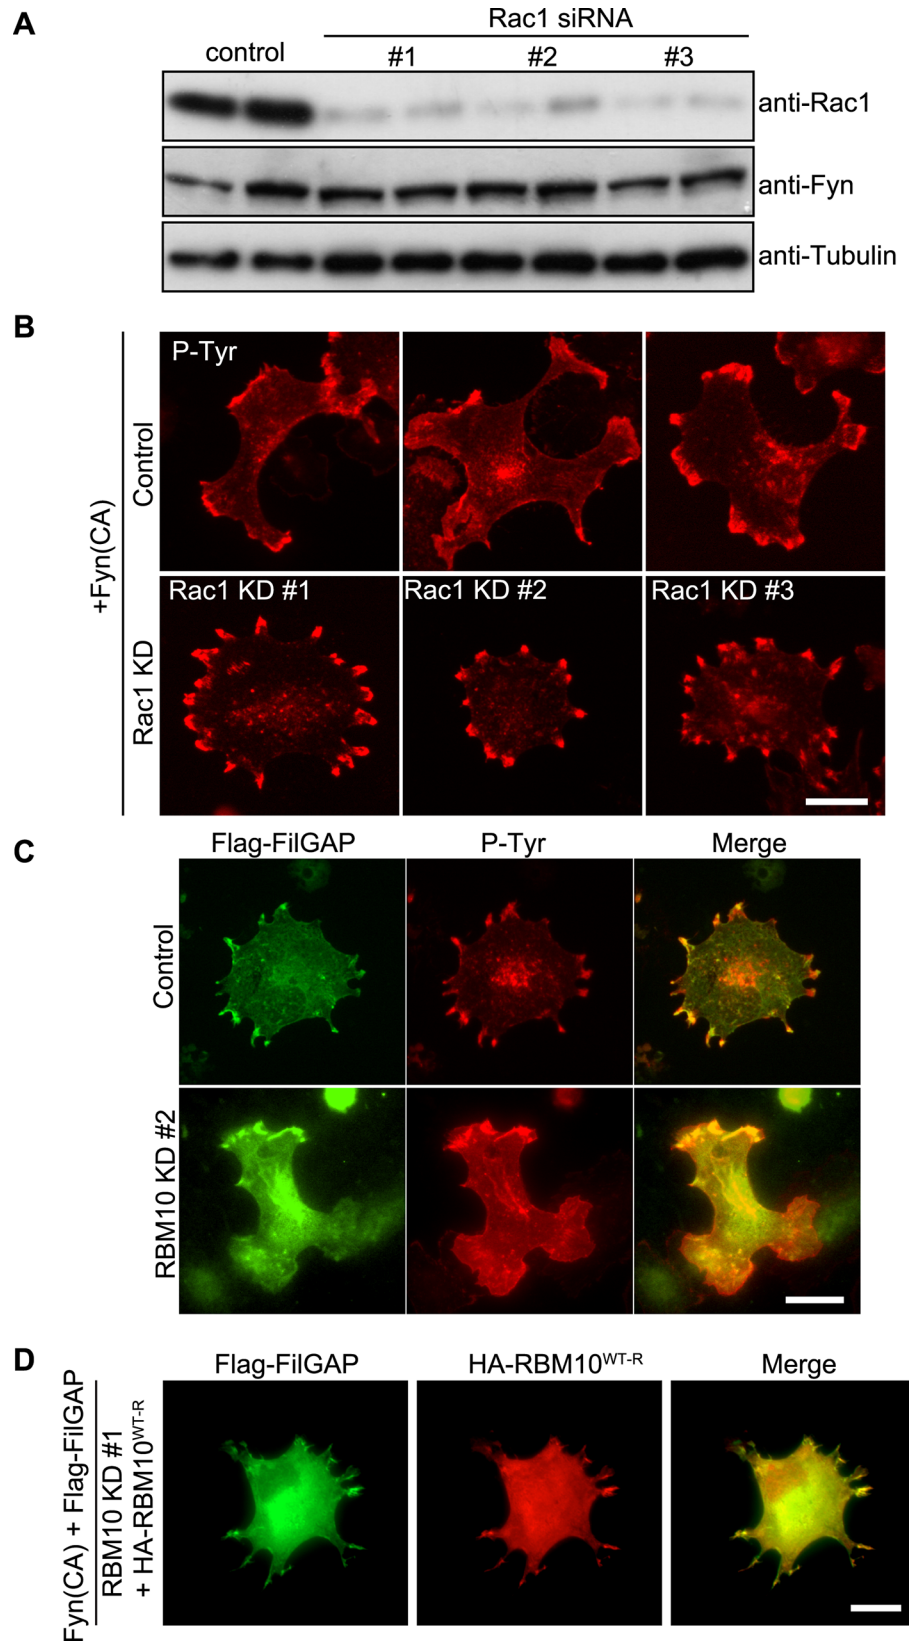 A
Rac1 siRNA
control
#1 #2 #3
anti-Rac1
anti-Fyn
anti-Tubulin
B
P-Tyr
Control
+Fyn(CA)
Rac1 KD #1 Rac1 KD #2 Rac1 KD #3
Rac1 KD
C
Flag-FilGAP P-Tyr Merge
Control
RBM10 KD #2
D
Flag-FilGAP HA-RBM10WT-R Merge
Fyn(CA) + Flag-FilGAP
RBM10 KD #1
+ HA-RBM10WT-R